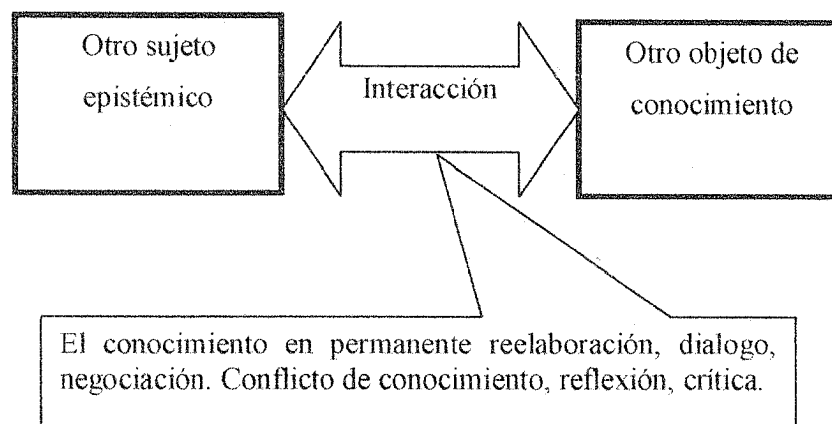 Otro sujeto
epistémico
Interacción
Otro objeto de
conocimiento
El conocimiento en permanente reelaboración, dialogo,
negociación. Conflicto de conocimiento, reflexión, crítica.